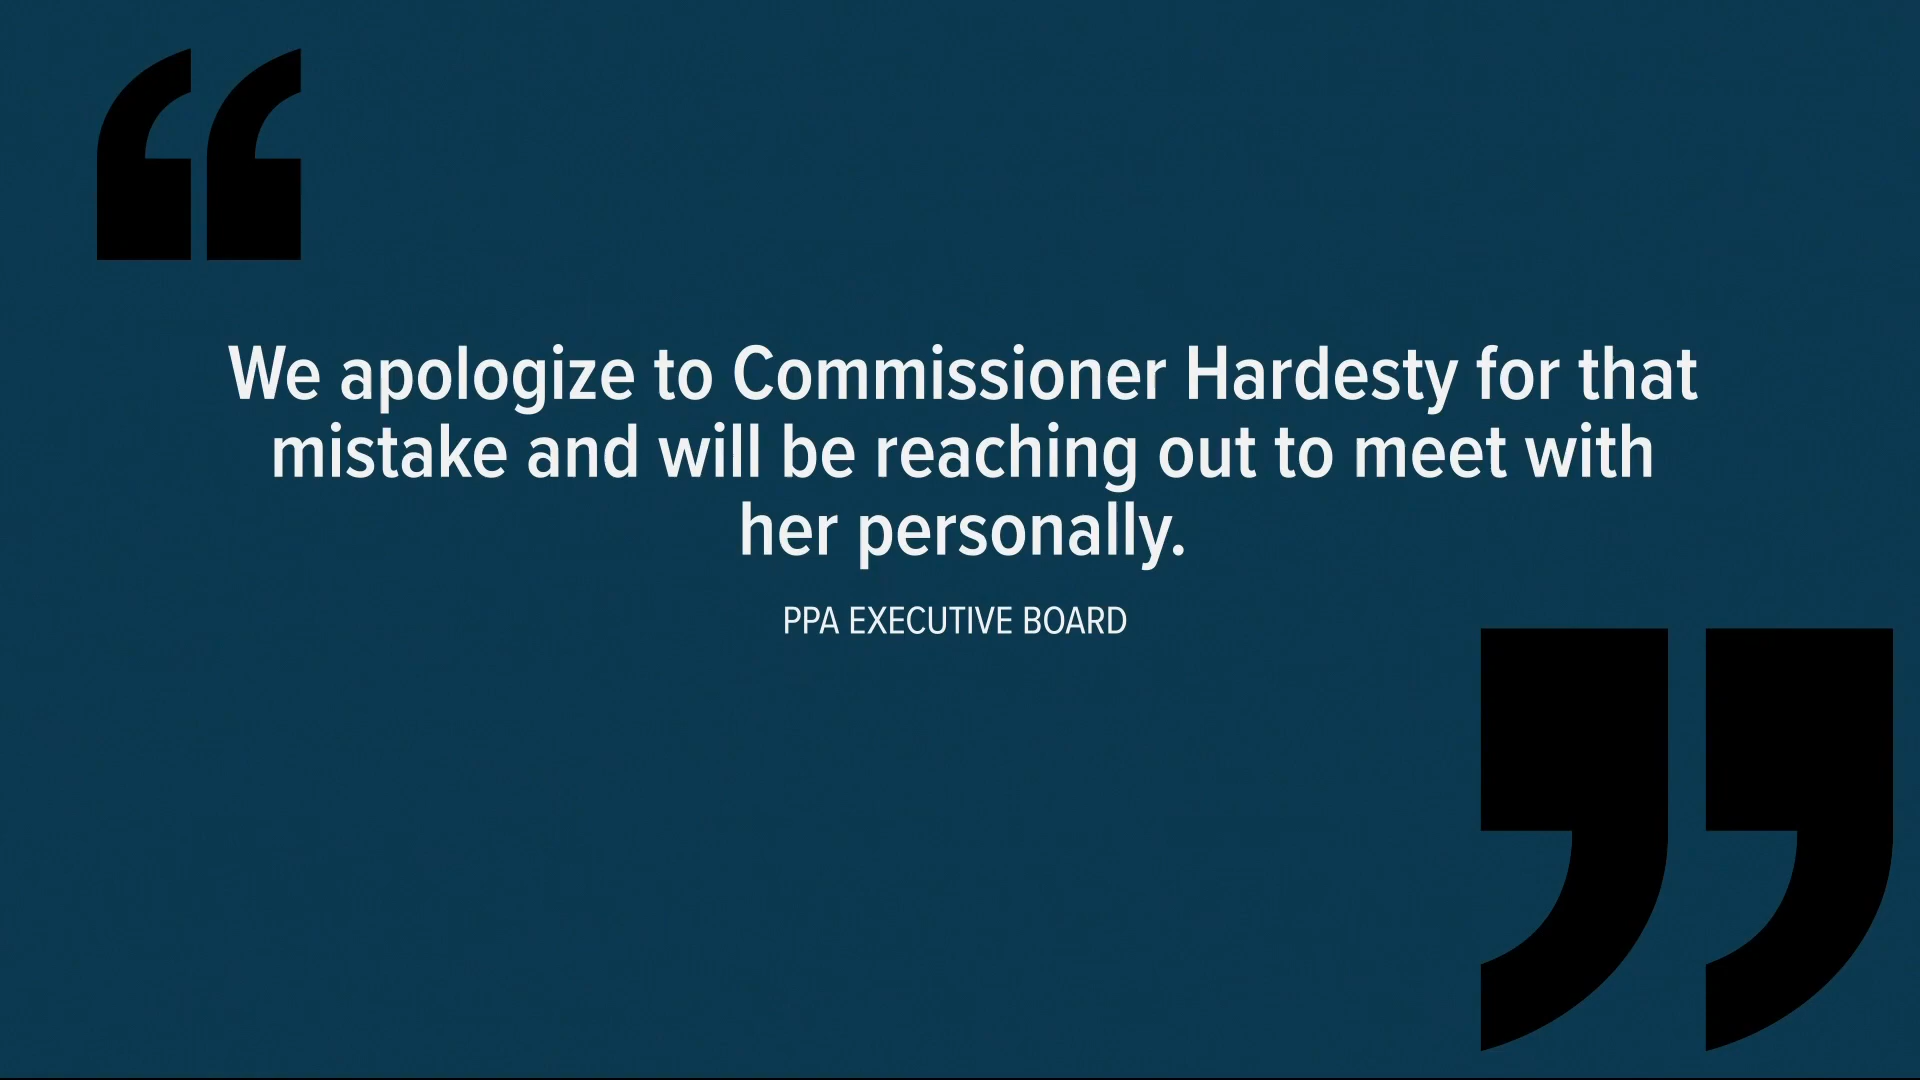 We apologize to Commissioner Hardesty for that
mistake and will be reaching out to meet with
her personally.
PPA EXECUTIVE BOARD